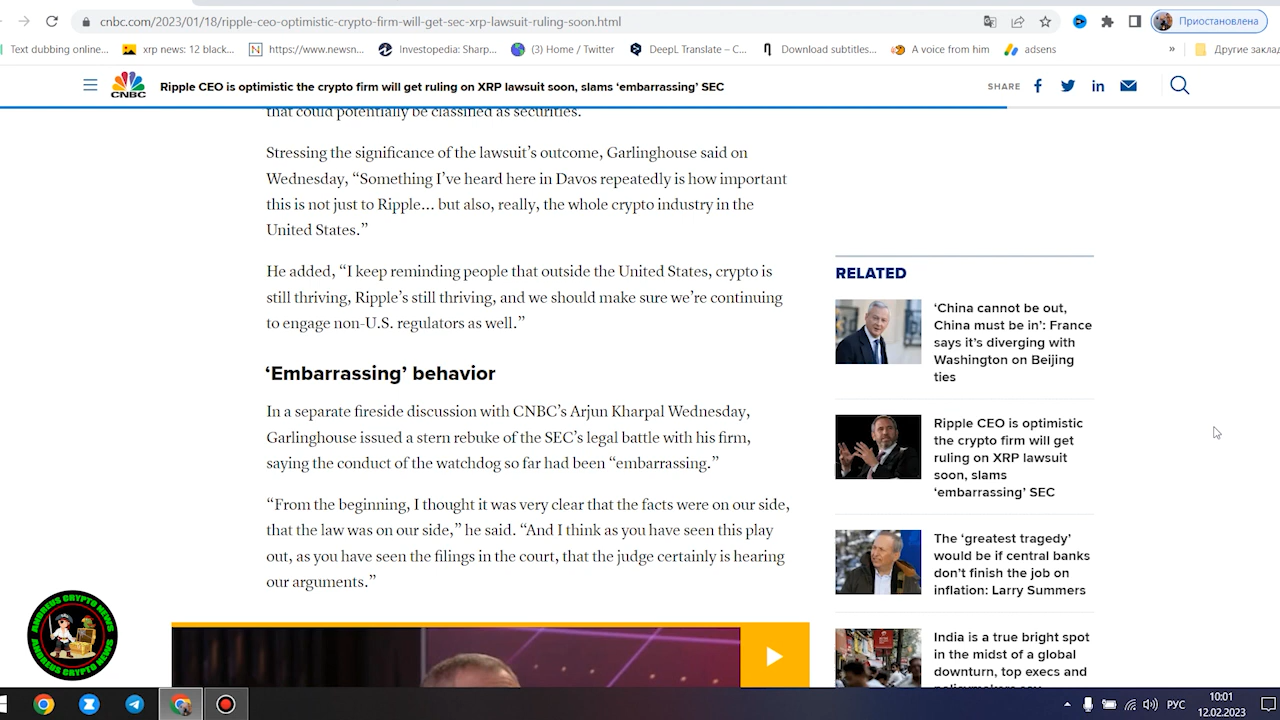 cnbc.com/2023/01/18/ripple-ceo-optimistic-crypto-firm-will-get-sec-xrp-lawsuit-ruling-soon.html
Приостановлена
Text dubbing online...
xrp news: 12 black...
https://www.newsn...
Investopedia: Sharp...
(3) Home / Twitter
DeepL Translate – C...
Download subtitles...
A voice from him
adsens
»
Другие закла
CNBC
Ripple CEO is optimistic the crypto firm will get ruling on XRP lawsuit soon, slams ‘embarrassing’ SEC
SHARE
that could potentially be classified as securities.
Stressing the significance of the lawsuit’s outcome, Garlinghouse said on
Wednesday, “Something I’ve heard here in Davos repeatedly is how important
this is not just to Ripple… but also, really, the whole crypto industry in the
United States.”
He added, “I keep reminding people that outside the United States, crypto is
still thriving, Ripple’s still thriving, and we should make sure we’re continuing
to engage non-U.S. regulators as well.”
‘Embarrassing’ behavior
In a separate fireside discussion with CNBC’s Arjun Kharpal Wednesday,
Garlinghouse issued a stern rebuke of the SEC’s legal battle with his firm,
saying the conduct of the watchdog so far had been “embarrassing.”
“From the beginning, I thought it was very clear that the facts were on our side,
that the law was on our side,” he said. “And I think as you have seen this play
out, as you have seen the filings in the court, that the judge certainly is hearing
our arguments.”
RELATED
‘China cannot be out,
China must be in’: France
says it’s diverging with
Washington on Beijing
ties
Ripple CEO is optimistic
the crypto firm will get
ruling on XRP lawsuit
soon, slams
‘embarrassing’ SEC
The ‘greatest tragedy’
would be if central banks
don’t finish the job on
inflation: Larry Summers
India is a true bright spot
in the midst of a global
downturn, top execs and
policymakers say
ANDREUS CRYPTO NEWS
ANDREUS CRYPTO NEWS
РУС
10:01
12.02.2023